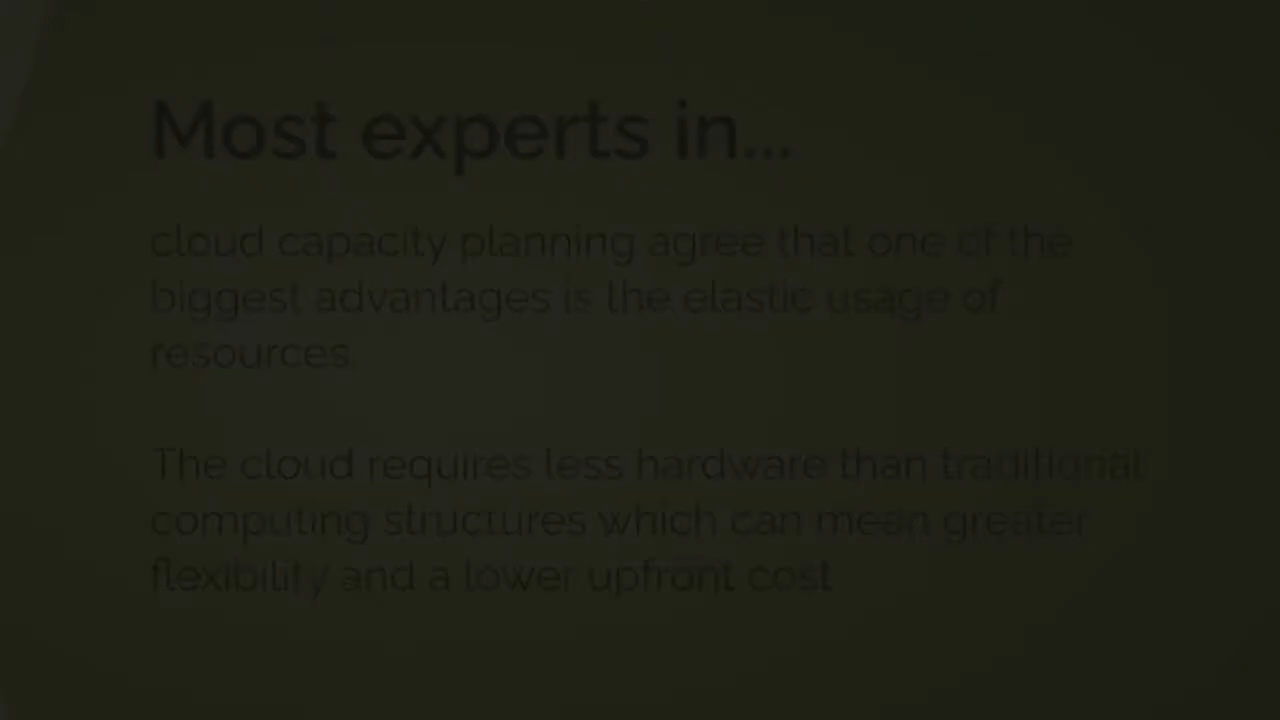 Most experts in...
cloud capacity planning agree that one of the
biggest advantages is the elastic usage of
resources.
The cloud requires less hardware than traditional
computing structures which can mean greater
flexibility and a lower upfront cost